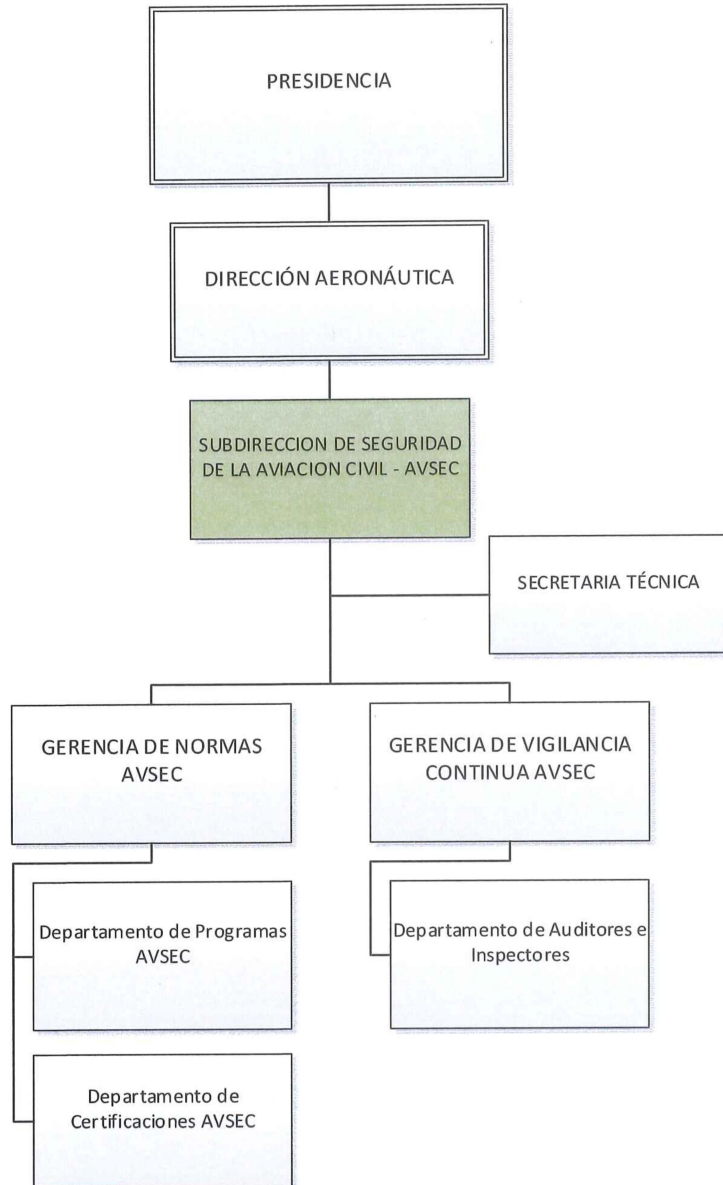 PRESIDENCIA
DIRECCIÓN AERONÁUTICA
SUBDIRECCION DE SEGURIDAD
DE LA AVIACION CIVIL - AVSEC
SECRETARIA TÉCNICA
GERENCIA DE NORMAS
AVSEC
GERENCIA DE VIGILANCIA
CONTINUA AVSEC
Departamento de Programas
AVSEC
Departamento de Auditores e
Inspectores
Departamento de
Certificaciones AVSEC